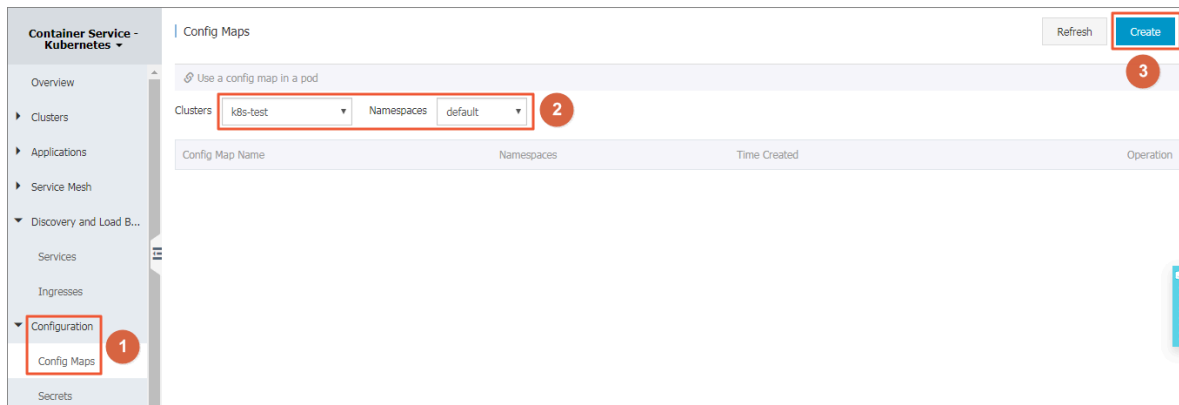 Container Service -
Kubernetes
Overview
Clusters
Applications
Service Mesh
Discovery and Load B...
Services
Ingresses
Configuration
1
Config Maps
Secrets
Config Maps
Refresh
Create
3
Use a config map in a pod
Clusters k8s-test Namespaces default 2
Config Map Name Namespaces Time Created Operation